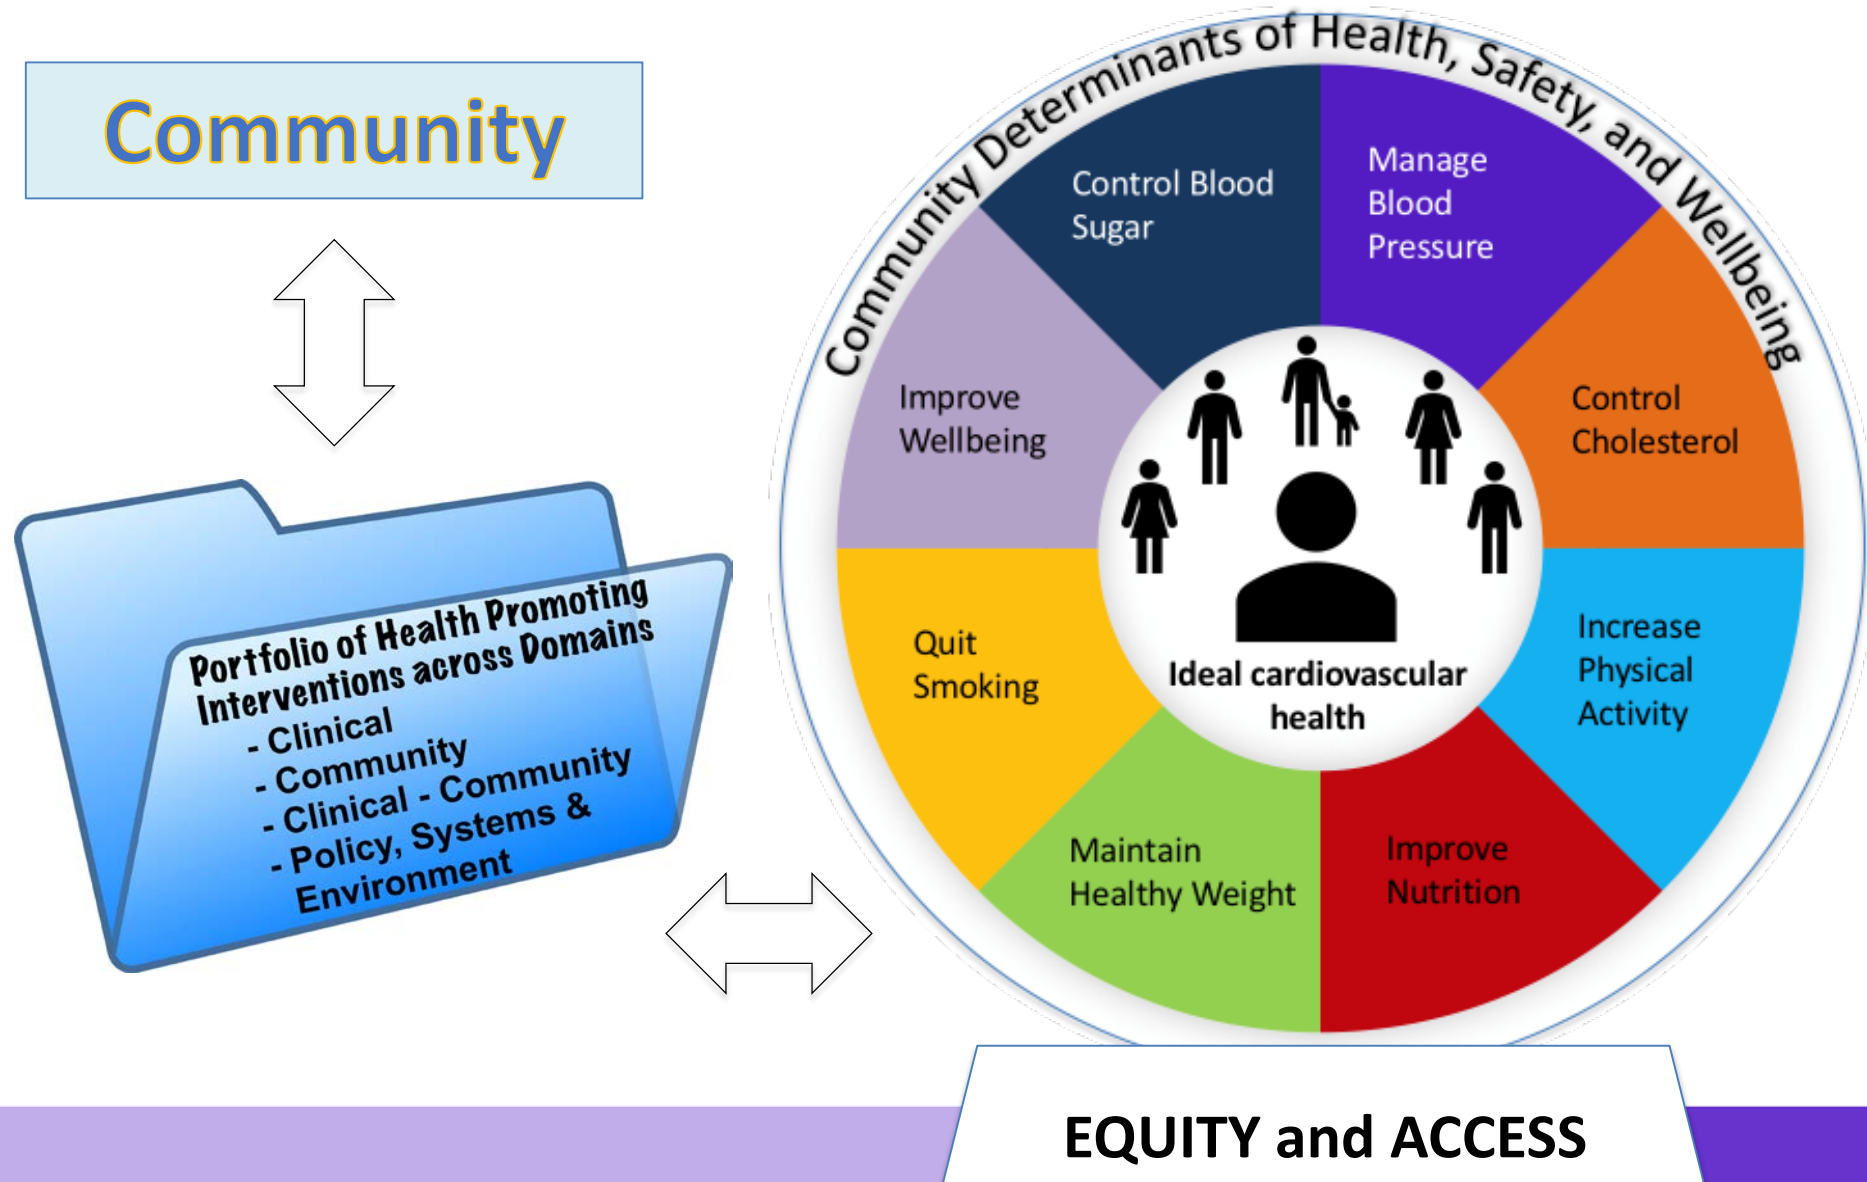 Community
Portfolio of Health Promoting
Interventions across Domains
- Clinical
- Community
- Clinical - Community
- Policy, Systems &
Environment
Community Determinants of Health, Safety, and Wellbeing
Control Blood
Sugar
Manage
Blood
Pressure
Control
Cholesterol
Increase
Physical
Activity
Improve
Nutrition
Maintain
Healthy Weight
Quit
Smoking
Improve
Wellbeing
Ideal cardiovascular
health
EQUITY and ACCESS